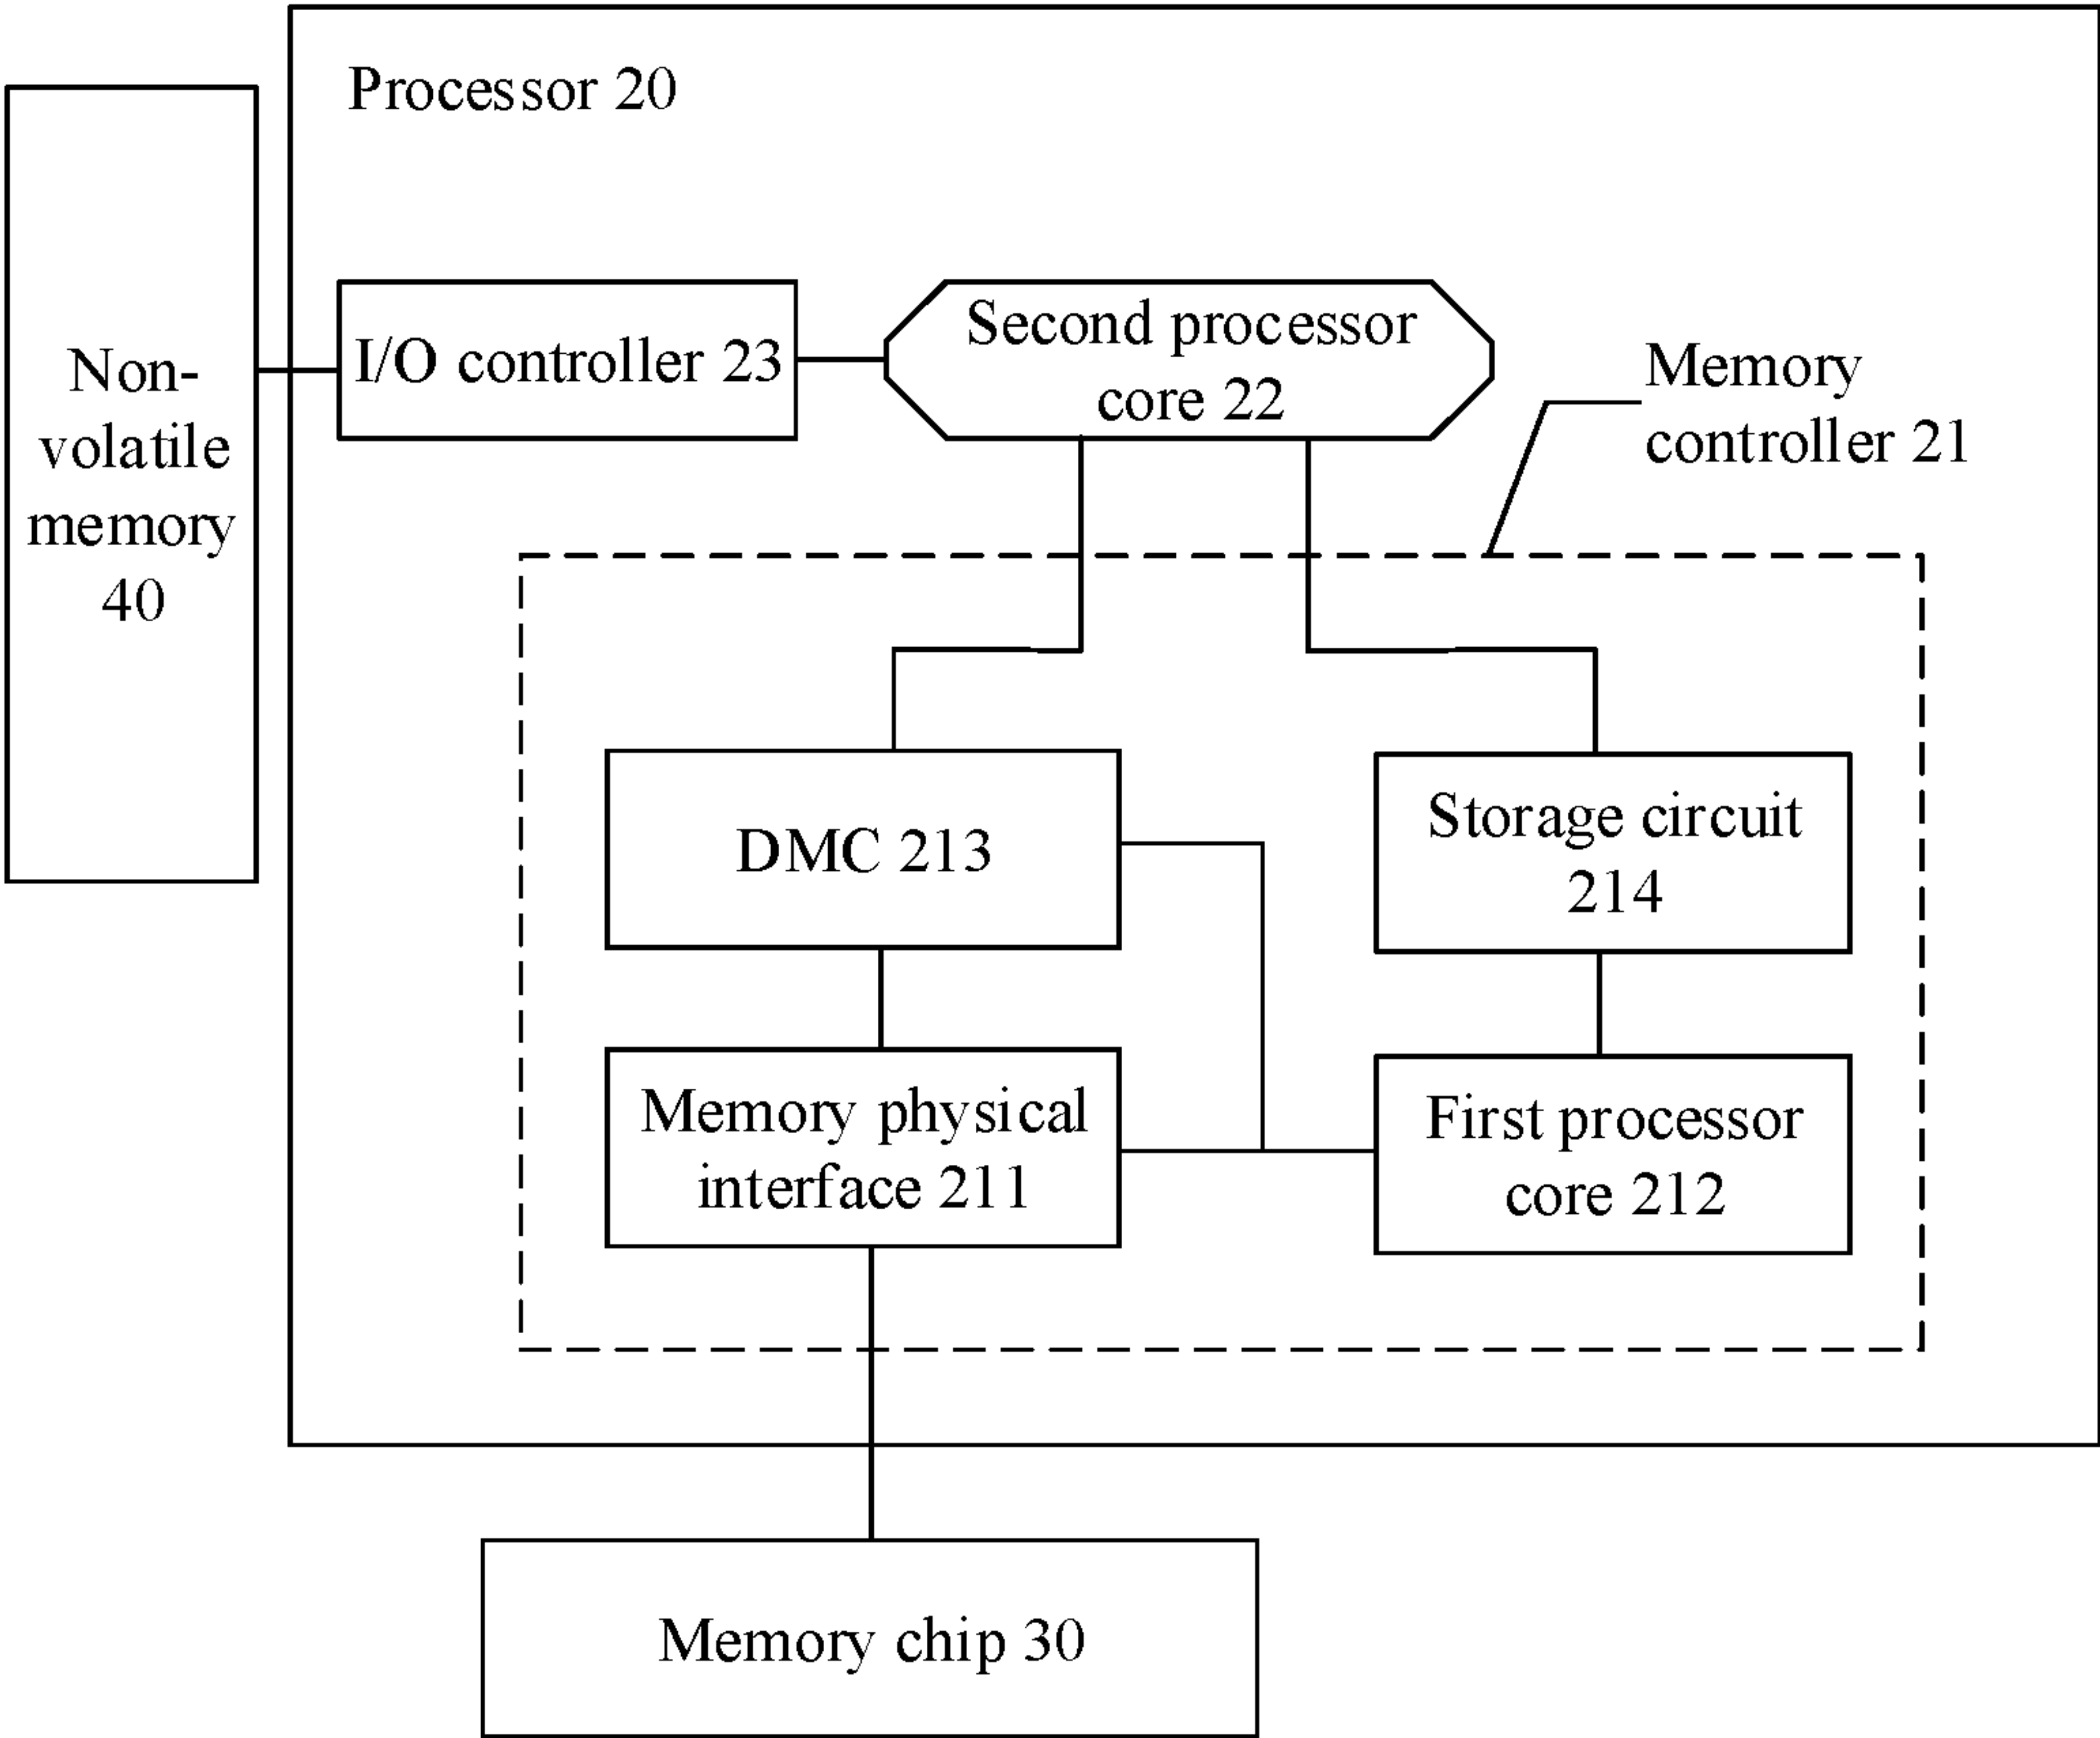 Processor 20
Non-
volatile
memory
40
I/O controller 23
Second processor
core 22
Memory
controller 21
DMC 213
Storage circuit
214
Memory physical
interface 211
First processor
core 212
Memory chip 30